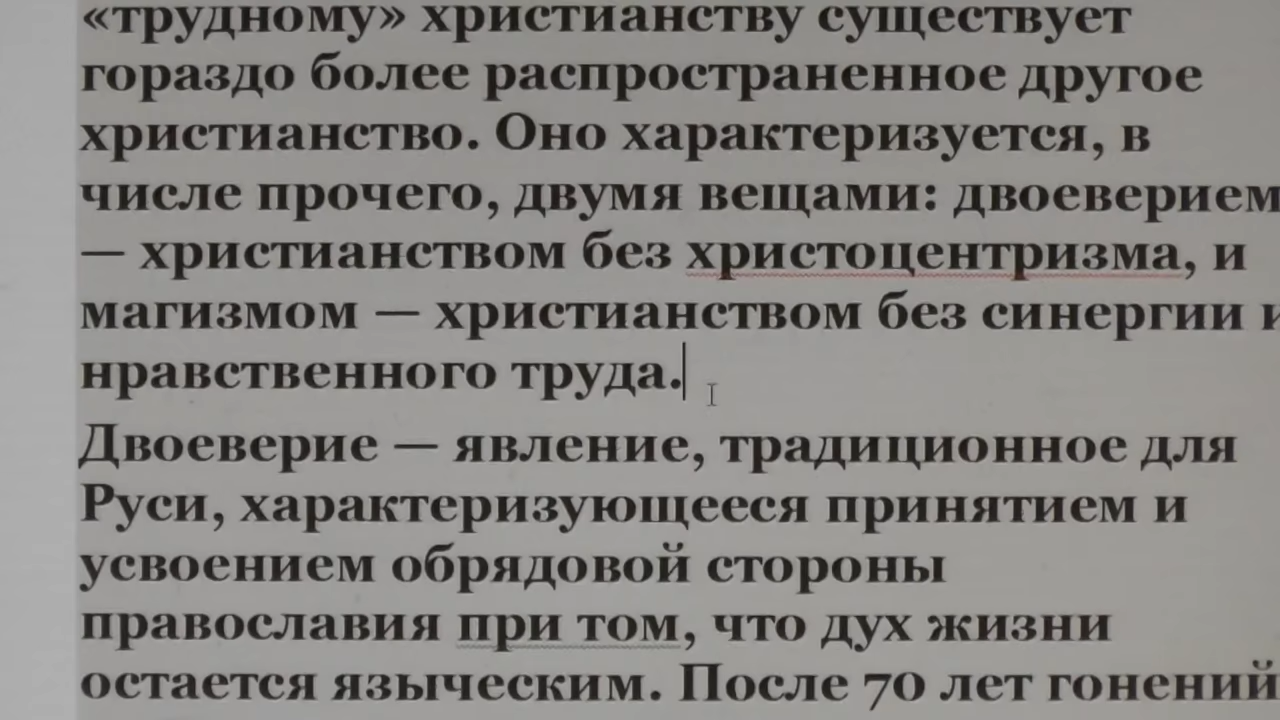 «трудному» христианству существует
гораздо более распространенное другое
христианство. Оно характеризуется, в
числе прочего, двумя вещами: двоеверием
— христианством без христоцентризма, и
магизмом — христианством без синергии и
нравственного труда.
Двоеверие — явление, традиционное для
Руси, характеризующееся принятием и
усвоением обрядовой стороны
православия при том, что дух жизни
остается языческим. После 70 лет гонений